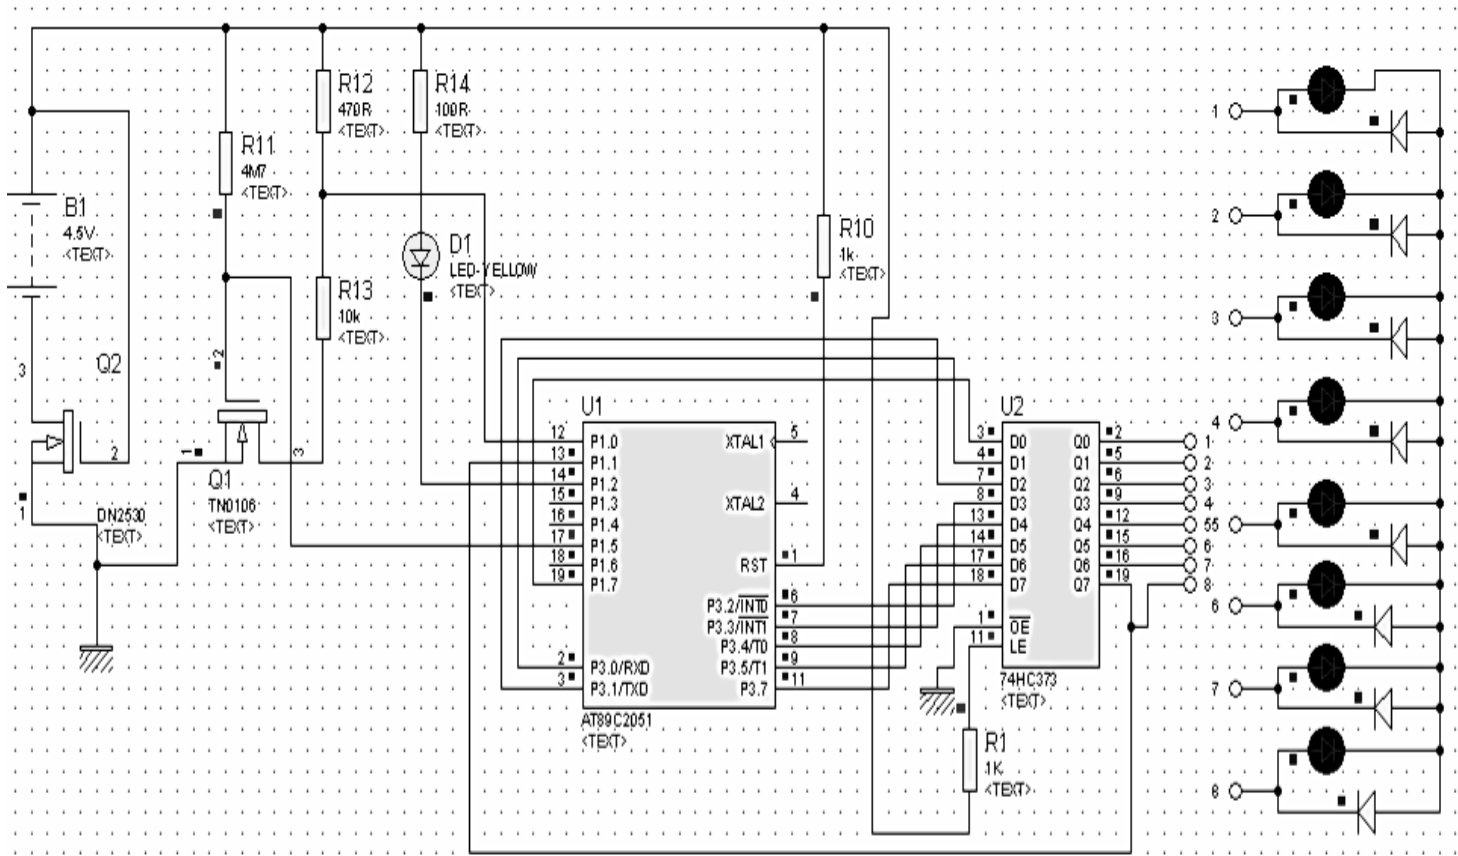 R12
470R
<TEXT>
R14
100R
<TEXT>
R11
4M7
<TEXT>
B1
4.5V
<TEXT>
D1
LED-YELLOW
<TEXT>
R10
1k
<TEXT>
R13
10k
<TEXT>
3
Q2
2
1
DN2530
<TEXT>
2
1
3
Q1
TN0106
<TEXT>
U1
12 P1.0
13 P1.1
14 P1.2
15 P1.3
16 P1.4
17 P1.5
18 P1.6
19 P1.7
2 P3.0/RXD
3 P3.1/TXD
XTAL1 5
XTAL2 4
RST 1
P3.2/INT0 6
P3.3/INT1 7
P3.4/T0 8
P3.5/T1 9
P3.7 11
AT89C2051
<TEXT>
U2
3 D0 Q0 2 1
4 D1 Q1 5 2
7 D2 Q2 6 3
8 D3 Q3 9 4
13 D4 Q4 12 5
14 D5 Q5 15 6
17 D6 Q6 16 7
18 D7 Q7 19 8
1 OE
11 LE
74HC373
<TEXT>
R1
1K
<TEXT>
1
2
3
4
5
6
7
8